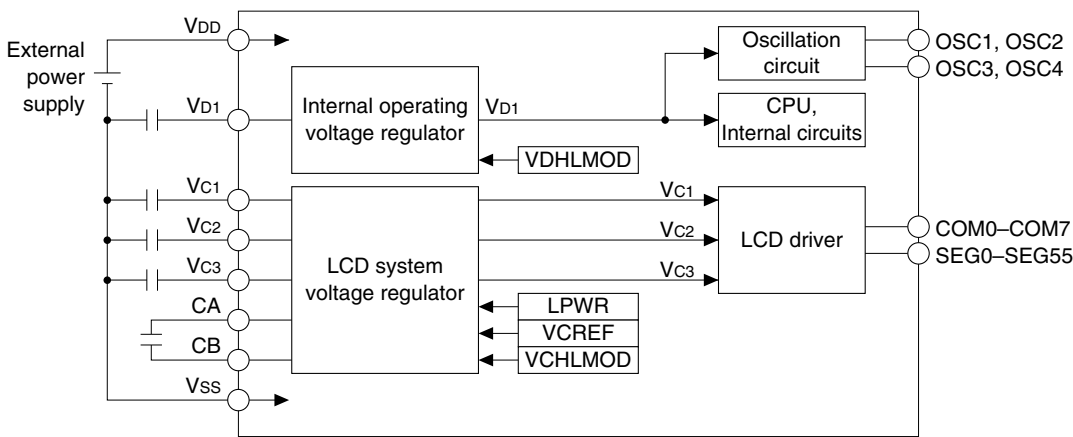 VDD
External
power
supply
VD1
Internal operating
voltage regulator
VD1
VDHLMOD
Oscillation
circuit
OSC1, OSC2
OSC3, OSC4
CPU,
Internal circuits
VC1
VC2
VC3
CA
CB
VSS
LCD system
voltage regulator
VC1
VC2
VC3
LPWR
VCREF
VCHLMOD
LCD driver
COM0–COM7
SEG0–SEG55